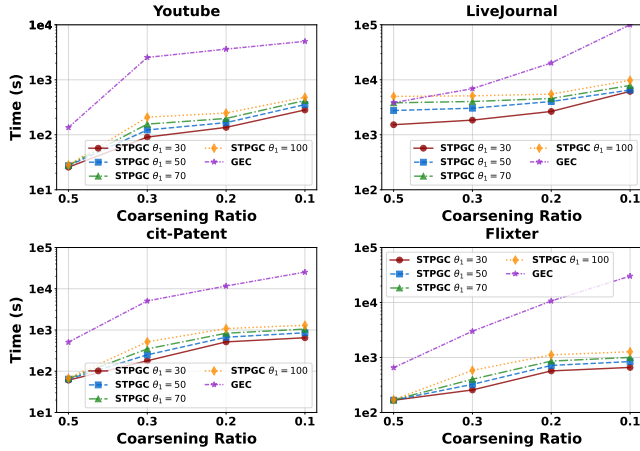 Youtube
Time (s)
1e4
1e3
1e2
1e1
STPGC θ₁ = 30
STPGC θ₁ = 50
STPGC θ₁ = 70
STPGC θ₁ = 100
GEC
0.5 0.3 0.2 0.1
Coarsening Ratio
LiveJournal
1e5
1e4
1e3
1e2
STPGC θ₁ = 30
STPGC θ₁ = 50
STPGC θ₁ = 70
STPGC θ₁ = 100
GEC
0.5 0.3 0.2 0.1
Coarsening Ratio
cit-Patent
Time (s)
1e5
1e4
1e3
1e2
1e1
STPGC θ₁ = 30
STPGC θ₁ = 50
STPGC θ₁ = 70
STPGC θ₁ = 100
GEC
0.5 0.3 0.2 0.1
Coarsening Ratio
Flixter
1e5
1e4
1e3
1e2
STPGC θ₁ = 30
STPGC θ₁ = 50
STPGC θ₁ = 70
STPGC θ₁ = 100
GEC
0.5 0.3 0.2 0.1
Coarsening Ratio